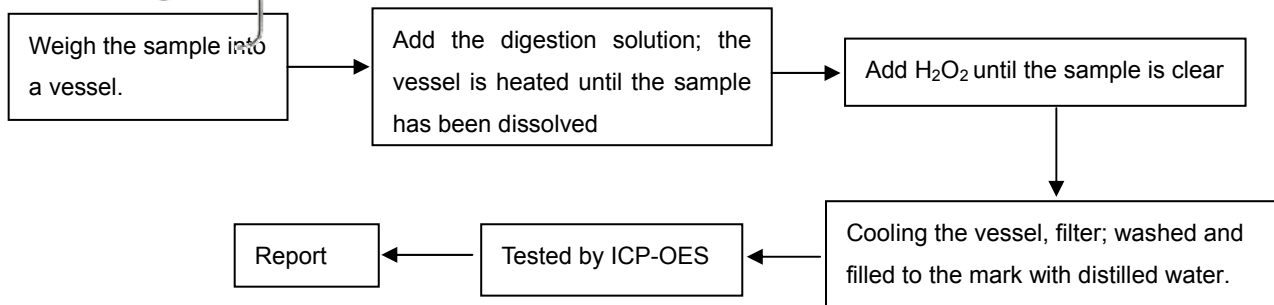 Weigh the sample into
a vessel.
Add the digestion solution; the
vessel is heated until the sample
has been dissolved
Add H₂O₂ until the sample is clear
Cooling the vessel, filter; washed and
filled to the mark with distilled water.
Tested by ICP-OES
Report